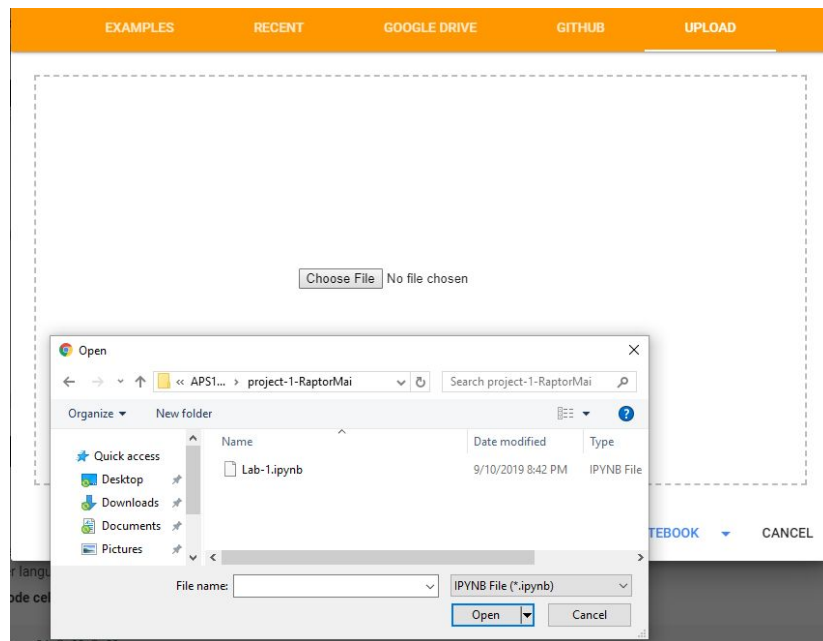 EXAMPLES RECENT GOOGLE DRIVE GITHUB UPLOAD
Choose File No file chosen
Open
« APS1... › project-1-RaptorMai Search project-1-RaptorMai
Organize New folder
Name Date modified Type
Quick access
Lab-1.ipynb 9/10/2019 8:42 PM IPYNB File
Desktop
Downloads
Documents
Pictures
TEBOOK CANCEL
File name: IPYNB File (*.ipynb)
Open Cancel